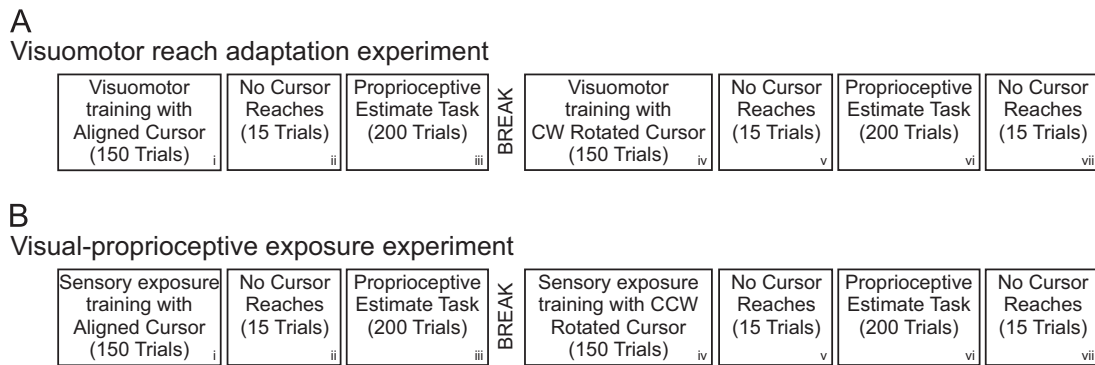 A
Visuomotor reach adaptation experiment
Visuomotor
training with
Aligned Cursor
(150 Trials)
i
No Cursor
Reaches
(15 Trials)
ii
Proprioceptive
Estimate Task
(200 Trials)
iii
BREAK
Visuomotor
training with
CW Rotated Cursor
(150 Trials)
iv
No Cursor
Reaches
(15 Trials)
v
Proprioceptive
Estimate Task
(200 Trials)
vi
No Cursor
Reaches
(15 Trials)
vii
B
Visual-proprioceptive exposure experiment
Sensory exposure
training with
Aligned Cursor
(150 Trials)
i
No Cursor
Reaches
(15 Trials)
ii
Proprioceptive
Estimate Task
(200 Trials)
iii
BREAK
Sensory exposure
training with CCW
Rotated Cursor
(150 Trials)
iv
No Cursor
Reaches
(15 Trials)
v
Proprioceptive
Estimate Task
(200 Trials)
vi
No Cursor
Reaches
(15 Trials)
vii